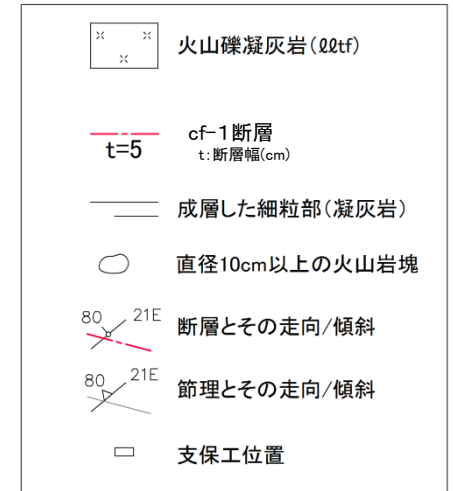 火山礫凝灰岩(ℓℓtf)
cf-1断層
t=5
t:断層幅(cm)
成層した細粒部(凝灰岩)
直径10cm以上の火山岩塊
80 21E
断層とその走向/傾斜
80 21E
節理とその走向/傾斜
支保工位置